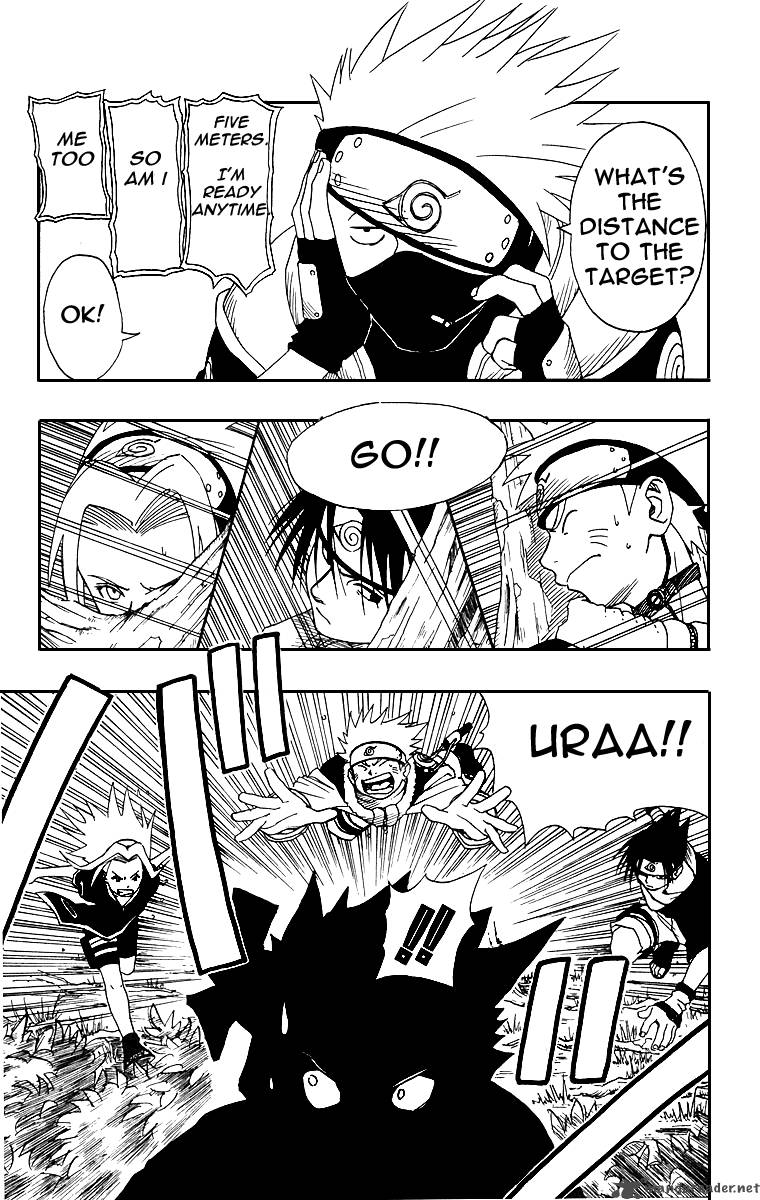 WHAT'S
THE
DISTANCE
TO THE
TARGET?
FIVE
METERS.
I'M
READY
ANYTIME
SO
AM I
ME
TOO
OK!
GO!!
URAA!!
!!